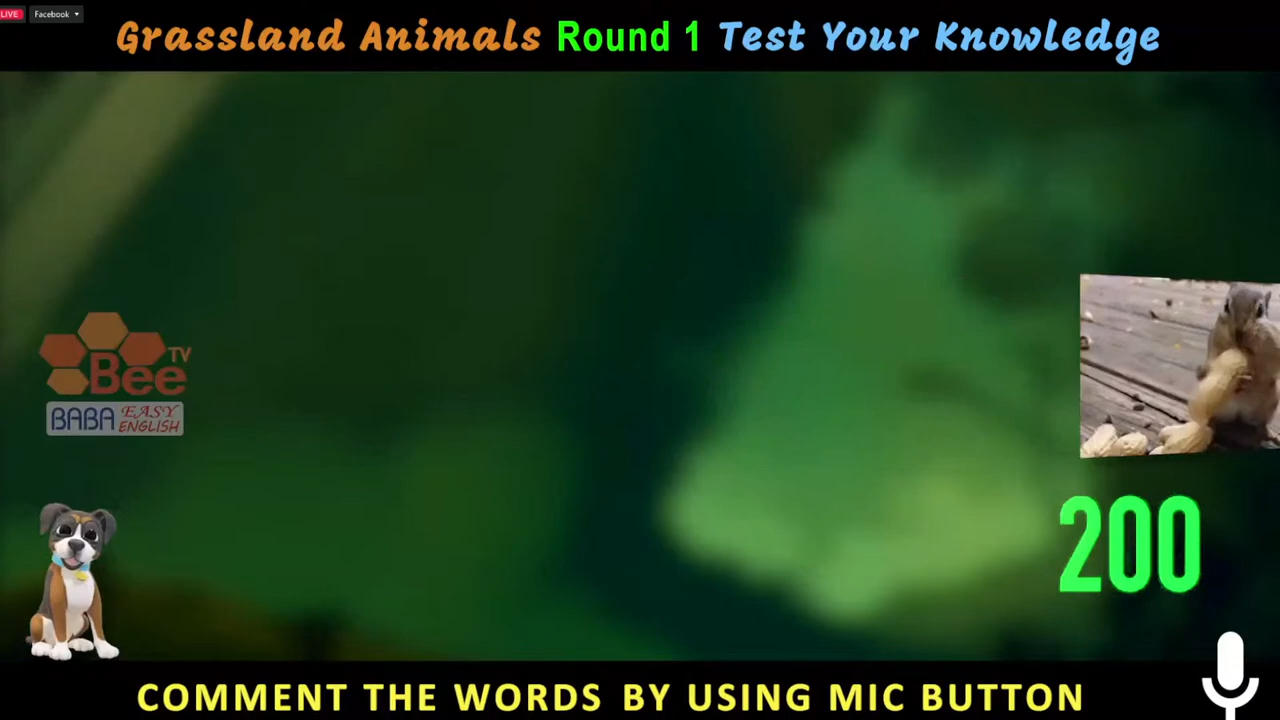 LIVE
Facebook
Grassland Animals Round 1 Test Your Knowledge
Bee TV
BABA EASY ENGLISH
200
COMMENT THE WORDS BY USING MIC BUTTON